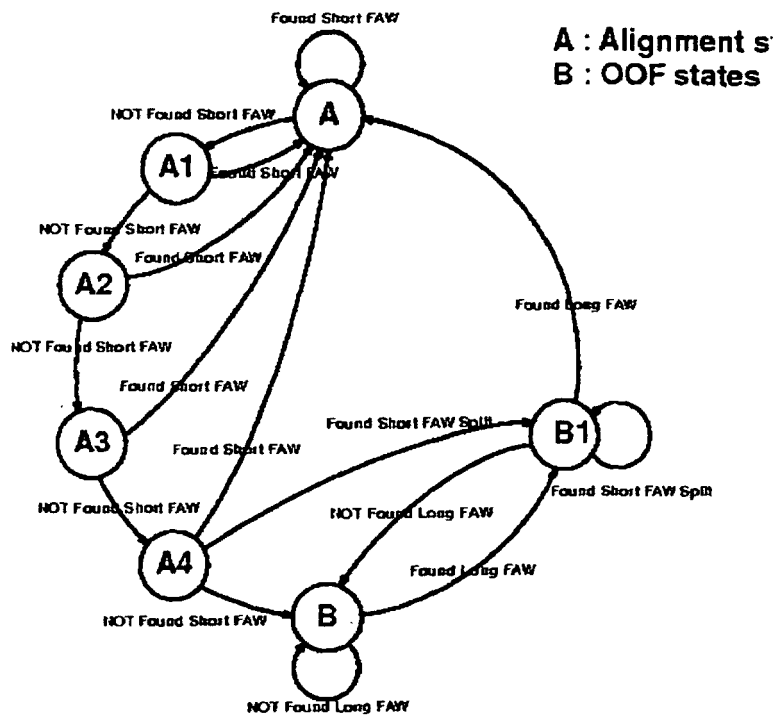 Found Short FAW
A : Alignment s
B : OOF states
A
NOT Found Short FAW
A1
Found Short FAW
NOT Found Short FAW
Found Short FAW
A2
Found Long FAW
NOT Found Short FAW
Found Short FAW
Found Short FAW Split
B1
A3
Found Short FAW
Found Short FAW Split
NOT Found Short FAW
NOT Found Long FAW
A4
Found Long FAW
NOT Found Short FAW
B
NOT Found Long FAW